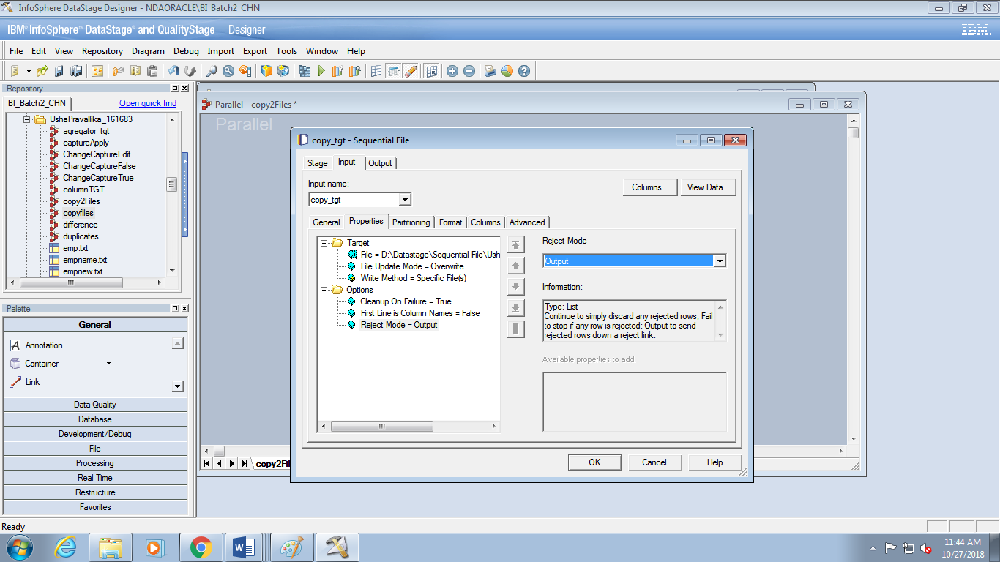 InfoSphere DataStage Designer - NDAORACLE\BI_Batch2_CHN
IBM® InfoSphere™ DataStage® and QualityStage Designer
IBM.
File Edit View Repository Diagram Debug Import Export Tools Window Help
Repository
BI_Batch2_CHN
Open quick find
UshaPravallika_161683
agregator_tgt
captureApply
ChangeCaptureEdit
ChangeCaptureFalse
ChangeCaptureTrue
columnTGT
copy2Files
copyfiles
difference
duplicates
emp.txt
empname.txt
empnew.txt
Palette
General
Annotation
Container
Link
Data Quality
Database
Development/Debug
File
Processing
Real Time
Restructure
Favorites
Parallel - copy2Files *
Parallel
copy2Fil
copy_tgt - Sequential File
Stage Input Output
Input name:
copy_tgt
Columns... View Data...
General Properties Partitioning Format Columns Advanced
Target
File = D:\Datastage\Sequential File\Ush
File Update Mode = Overwrite
Write Method = Specific File(s)
Options
Cleanup On Failure = True
First Line is Column Names = False
Reject Mode = Output
Reject Mode
Output
Information:
Type: List
Continue to simply discard any rejected rows; Fail
to stop if any row is rejected; Output to send
rejected rows down a reject link.
Available properties to add:
OK Cancel Help
Ready
11:44 AM
10/27/2018